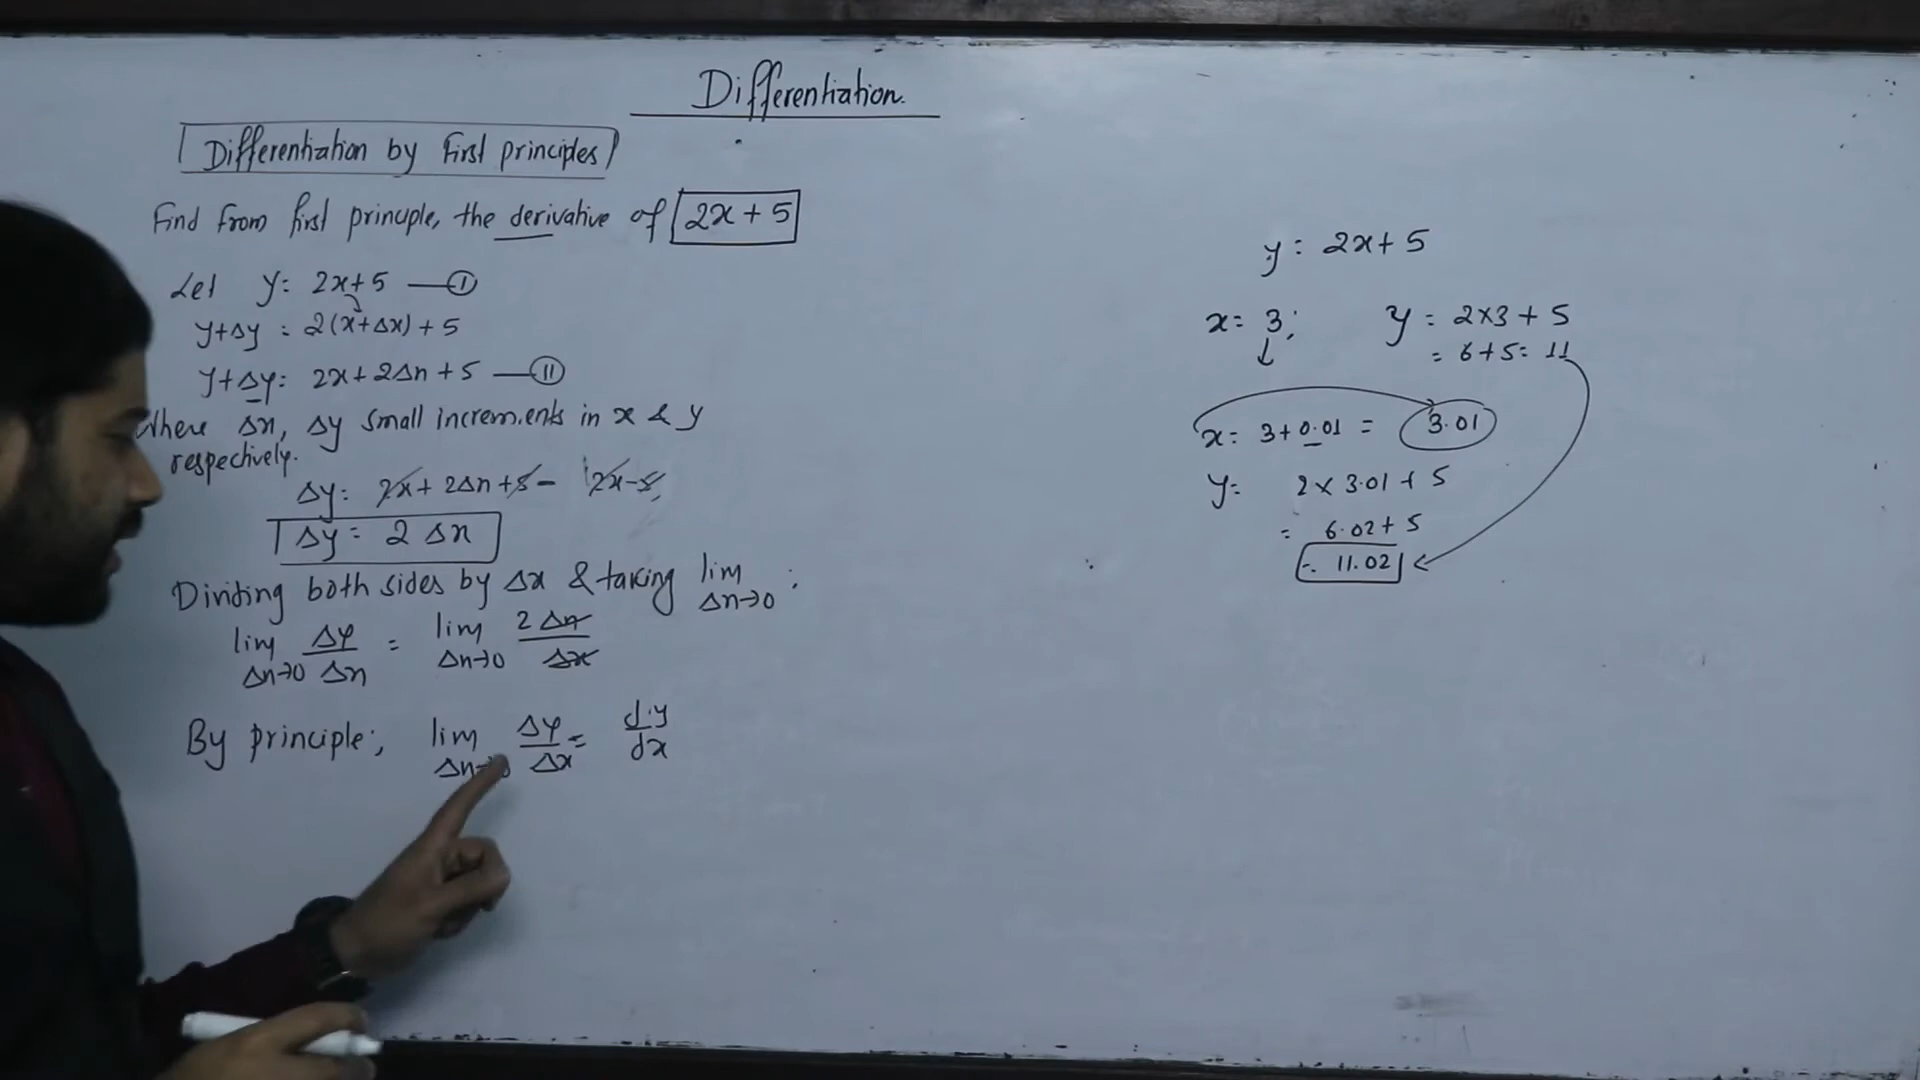 Differentiation.
Differentiation by First principles
Find from first principle, the derivative of 2x + 5
Let y = 2x+5 — I
y+Δy = 2(x+Δx) + 5
y+Δy = 2x + 2Δx + 5 — II
Where Δx, Δy small increments in x & y
respectively.
Δy = 2x + 2Δx + 5 - 2x - 5
Δy = 2 Δx
Dividing both sides by Δx & taking lim Δx→0 :
lim Δx→0 Δy/Δx = lim Δx→0 2Δx/Δx
By principle:, lim Δx→0 Δy/Δx = dy/dx
y = 2x + 5
x = 3; y = 2x3 + 5
= 6+5 = 11
x = 3 + 0.01 = 3.01
y = 2 x 3.01 + 5
= 6.02 + 5
= 11.02